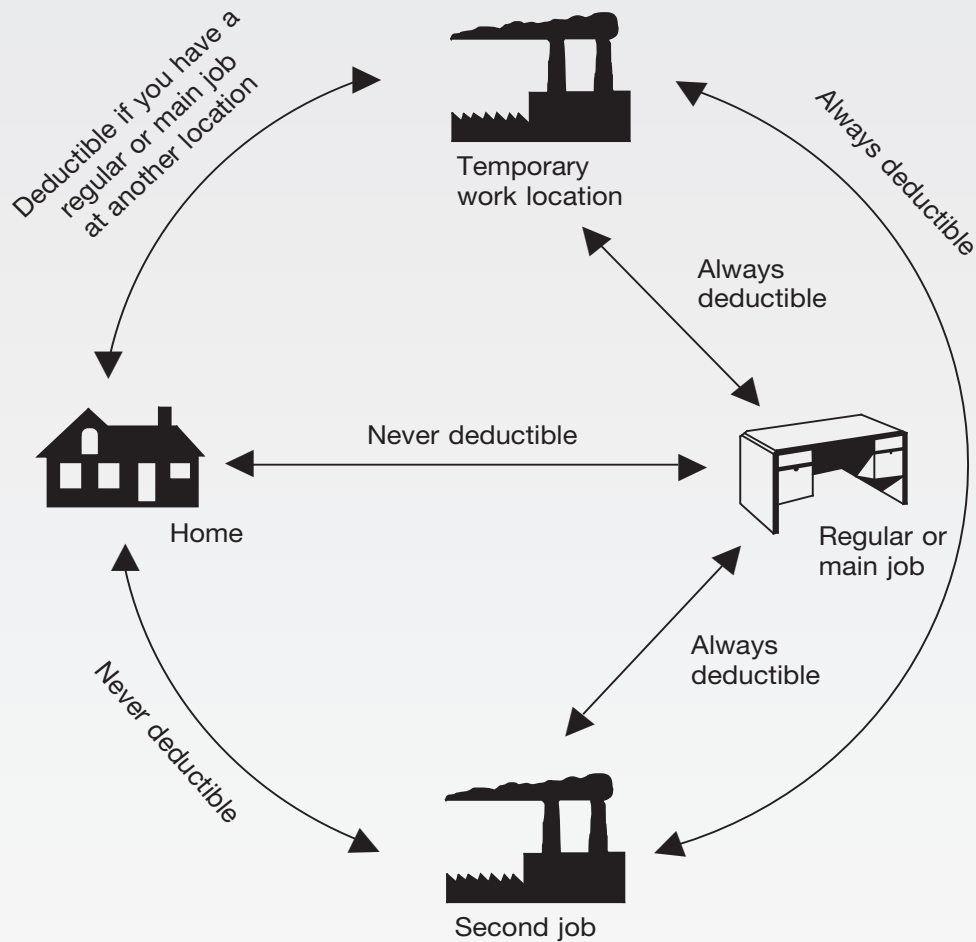 Deductible if you have a
regular or main job
at another location
Temporary
work location
Always deductible
Always
deductible
Never deductible
Home
Regular or
main job
Always
deductible
Never deductible
Second job